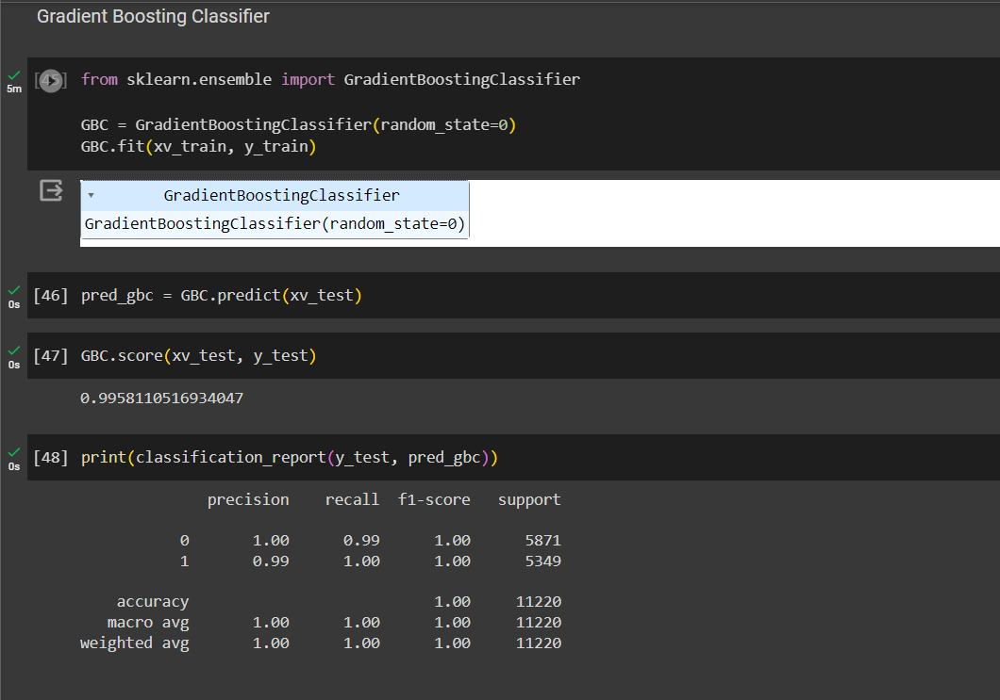 Gradient Boosting Classifier
5m
[45] from sklearn.ensemble import GradientBoostingClassifier
GBC = GradientBoostingClassifier(random_state=0)
GBC.fit(xv_train, y_train)
GradientBoostingClassifier
GradientBoostingClassifier(random_state=0)
0s
[46] pred_gbc = GBC.predict(xv_test)
0s
[47] GBC.score(xv_test, y_test)
0.9958110516934047
0s
[48] print(classification_report(y_test, pred_gbc))
precision recall f1-score support
0 1.00 0.99 1.00 5871
1 0.99 1.00 1.00 5349
accuracy 1.00 11220
macro avg 1.00 1.00 1.00 11220
weighted avg 1.00 1.00 1.00 11220